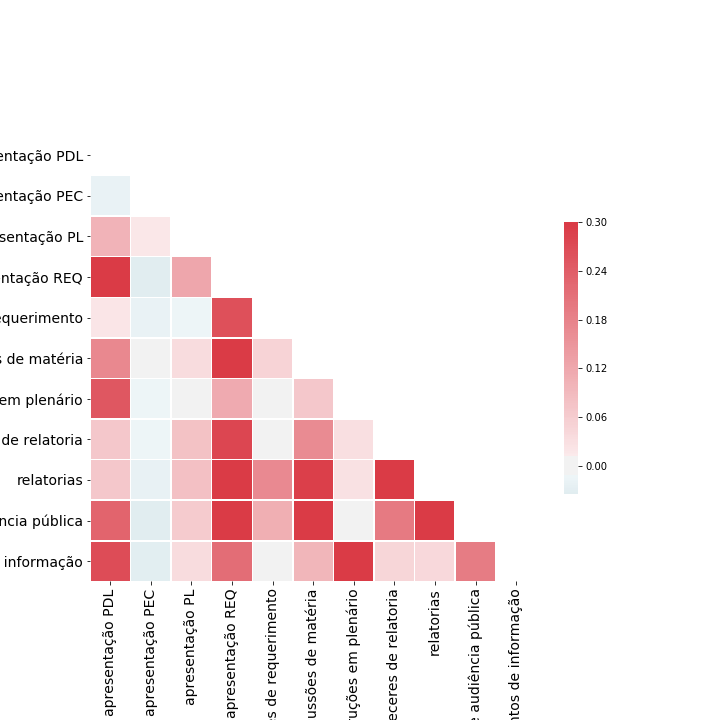 entação PDL
entação PEC
sentação PL
ntação REQ
equerimento
s de matéria
em plenário
de relatoria
relatorias
ncia pública
informação
0.30
0.24
0.18
0.12
0.06
0.00
apresentação PDL
apresentação PEC
apresentação PL
apresentação REQ
es de requerimento
ussões de matéria
uções em plenário
eceres de relatoria
relatorias
e audiência pública
ntos de informação